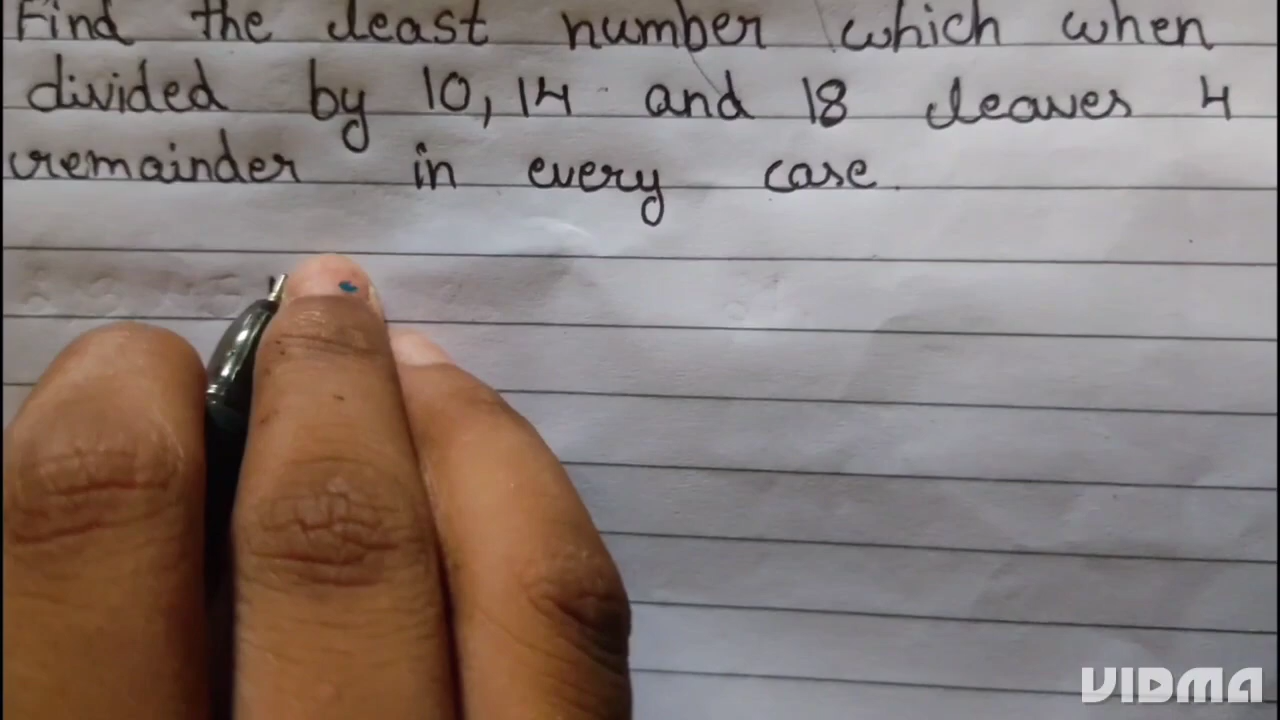 Find the least number which when
divided by 10, 14 and 18 leaves 4
remainder in every case.
VIDMA